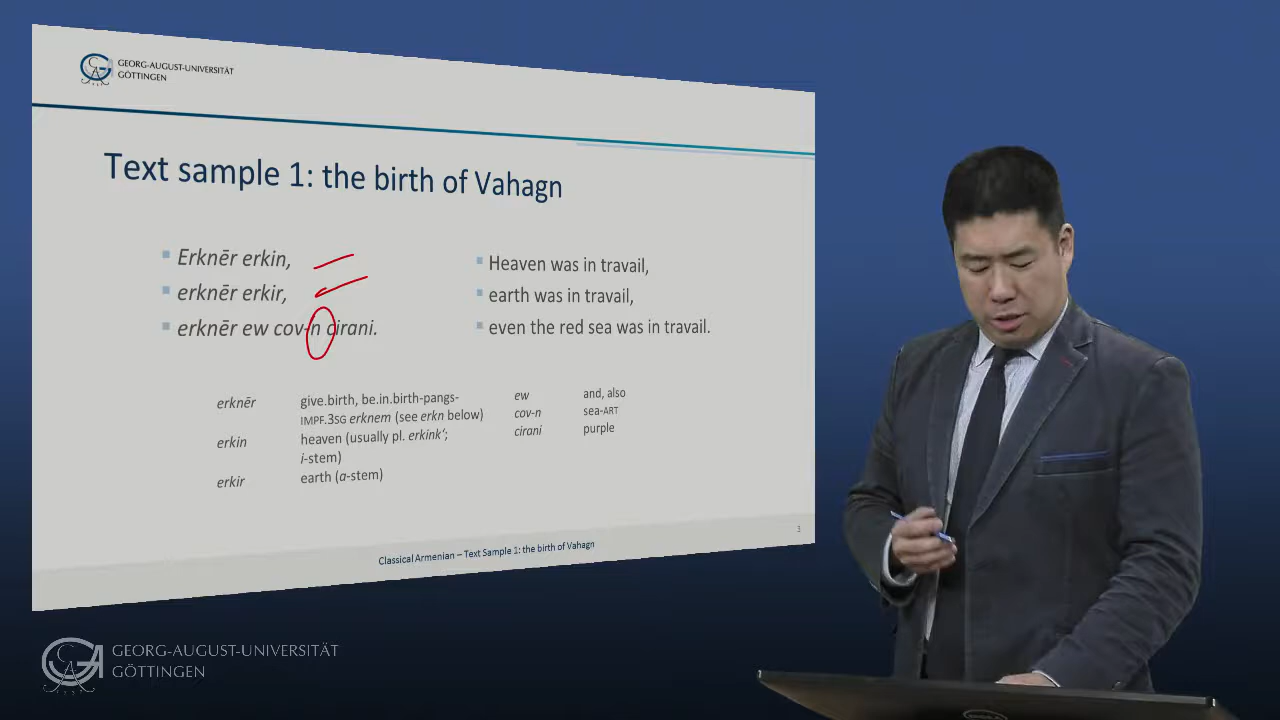 GEORG-AUGUST-UNIVERSITÄT
GÖTTINGEN
Text sample 1: the birth of Vahagn
Erknēr erkin,
erknēr erkir,
erknēr ew cov-n cirani.
Heaven was in travail,
earth was in travail,
even the red sea was in travail.
erknēr give.birth, be.in.birth-pangs-
IMPF.3SG erknem (see erkn below)
erkin heaven (usually pl. erkink‘;
i-stem)
erkir earth (a-stem)
ew and, also
cov-n sea-ART
cirani purple
3
Classical Armenian – Text Sample 1: the birth of Vahagn
GEORG-AUGUST-UNIVERSITÄT
GÖTTINGEN